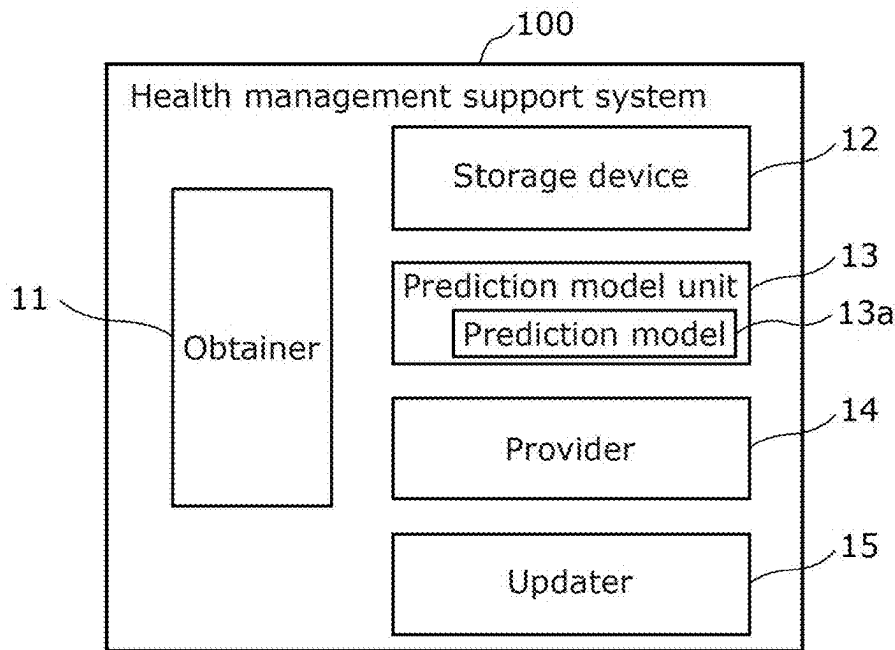 100
Health management support system
12
Storage device
13
Prediction model unit
13a
Prediction model
11
Obtainer
14
Provider
15
Updater